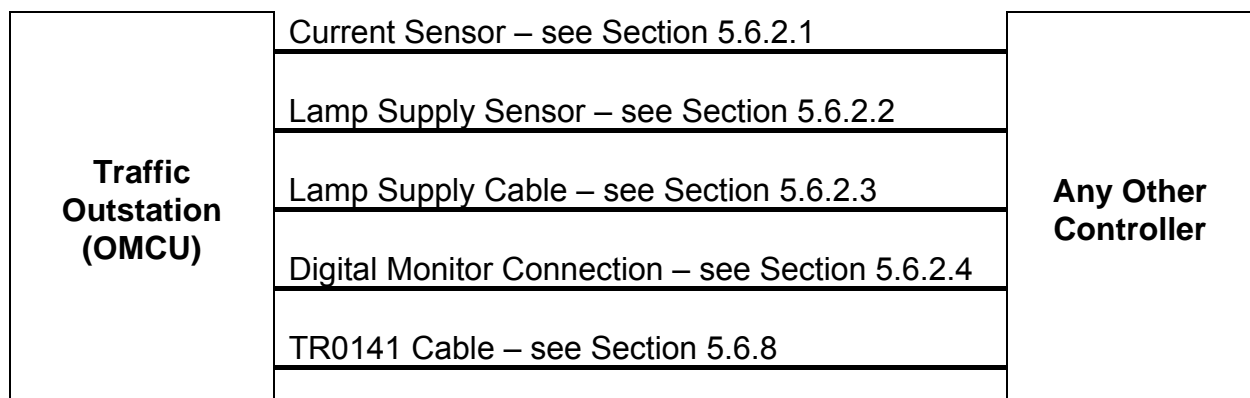 Current Sensor – see Section 5.6.2.1
Lamp Supply Sensor – see Section 5.6.2.2
Traffic
Outstation
(OMCU)
Lamp Supply Cable – see Section 5.6.2.3
Any Other
Controller
Digital Monitor Connection – see Section 5.6.2.4
TR0141 Cable – see Section 5.6.8